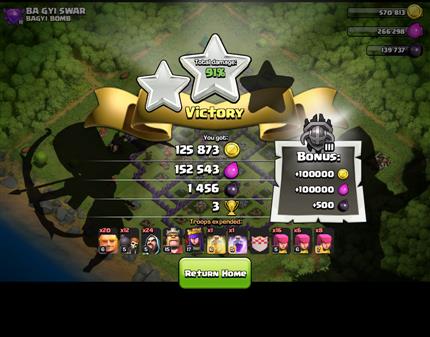 BA GYI SWAR
BAGYI BOMB
570 813
266 298
139 737
Total damage:
91%
VICTORY
You got:
125 873
152 543
1 456
3
III
BONUS:
+100000
+100000
+500
Troops expended:
x20 x12 x24 x1 x1 x16 x6 x8
Return Home